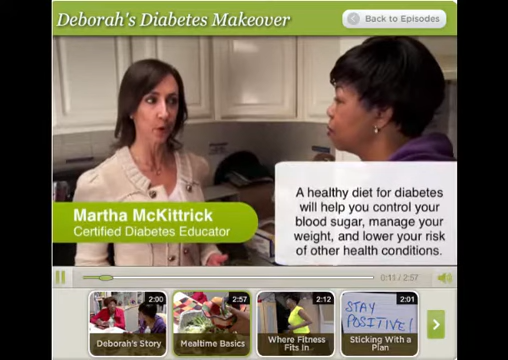 Deborah's Diabetes Makeover
Back to Episodes
Martha McKittrick
Certified Diabetes Educator
A healthy diet for diabetes
will help you control your
blood sugar, manage your
weight, and lower your risk
of other health conditions.
0:11 / 2:57
2:00
2:57
2:12
2:01
STAY
POSITIVE!
Deborah's Story
Mealtime Basics
Where Fitness
Fits In
Sticking With a
Plan